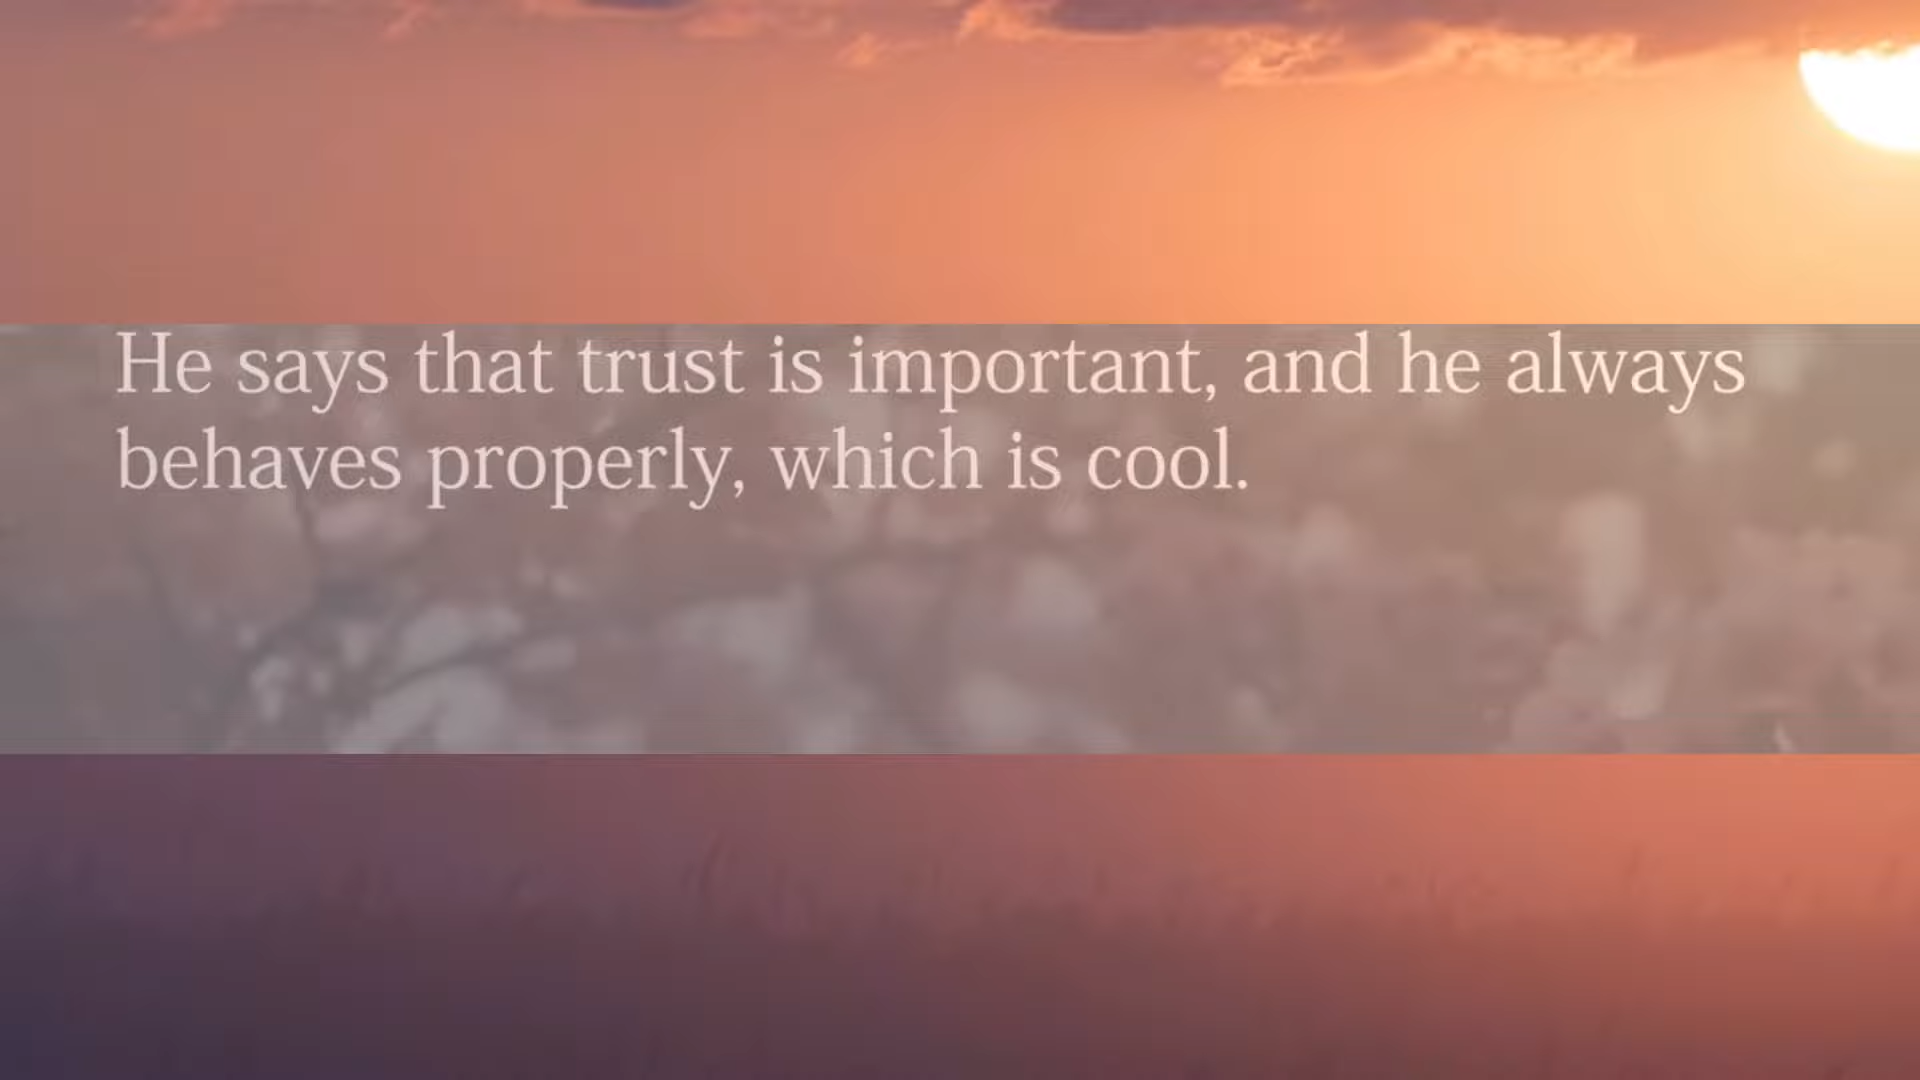 He says that trust is important, and he always
behaves properly, which is cool.